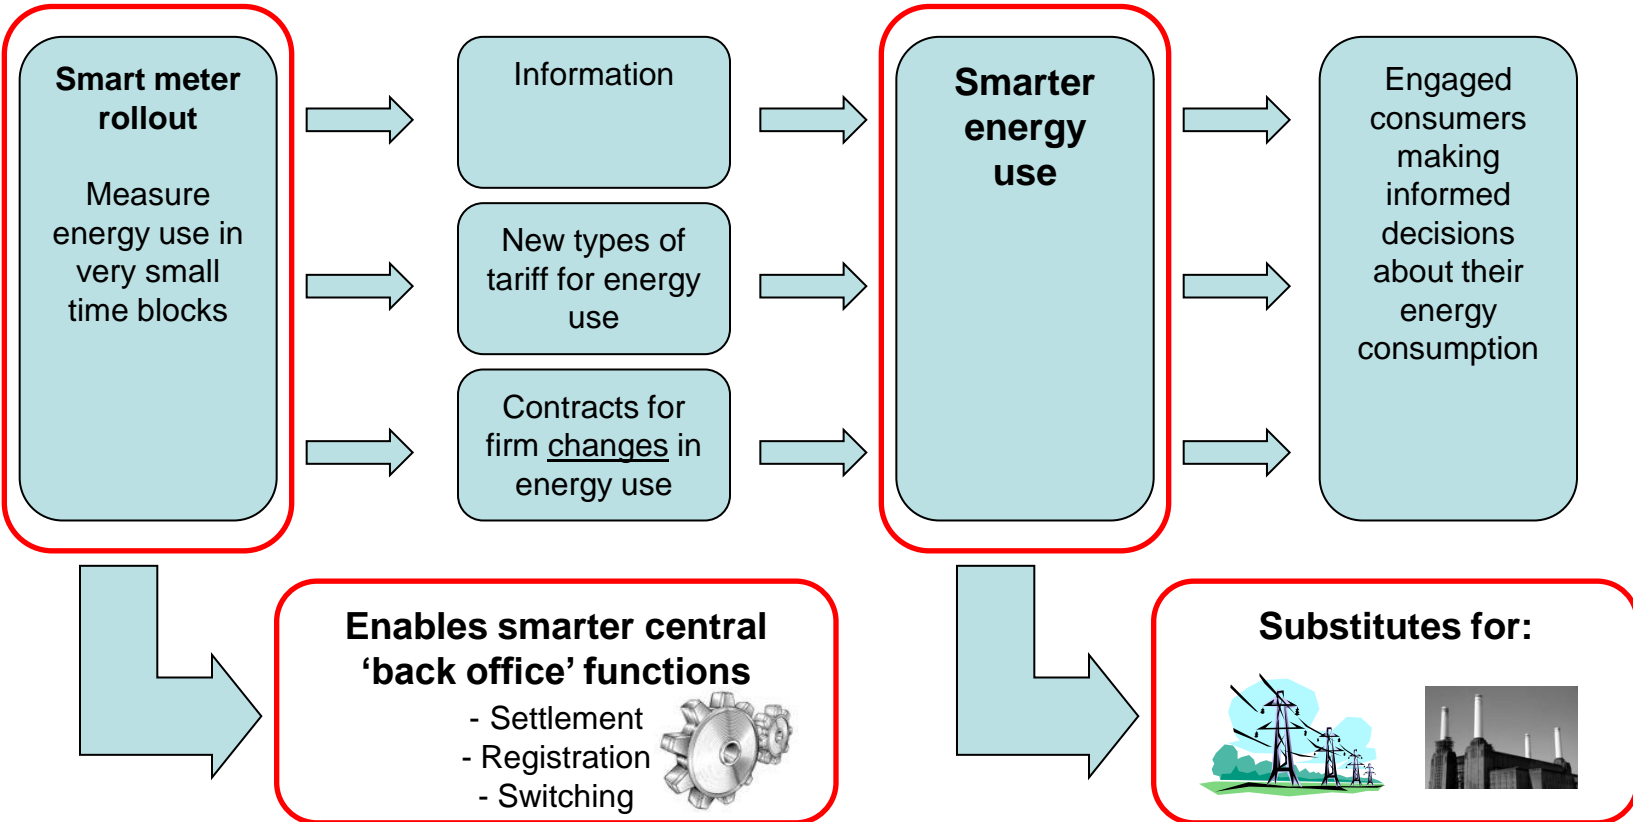 Smart meter
rollout
Measure
energy use in
very small
time blocks
Information
New types of
tariff for energy
use
Contracts for
firm changes in
energy use
Smarter
energy
use
Engaged
consumers
making
informed
decisions
about their
energy
consumption
Enables smarter central
‘back office’ functions
- Settlement
- Registration
- Switching
Substitutes for: